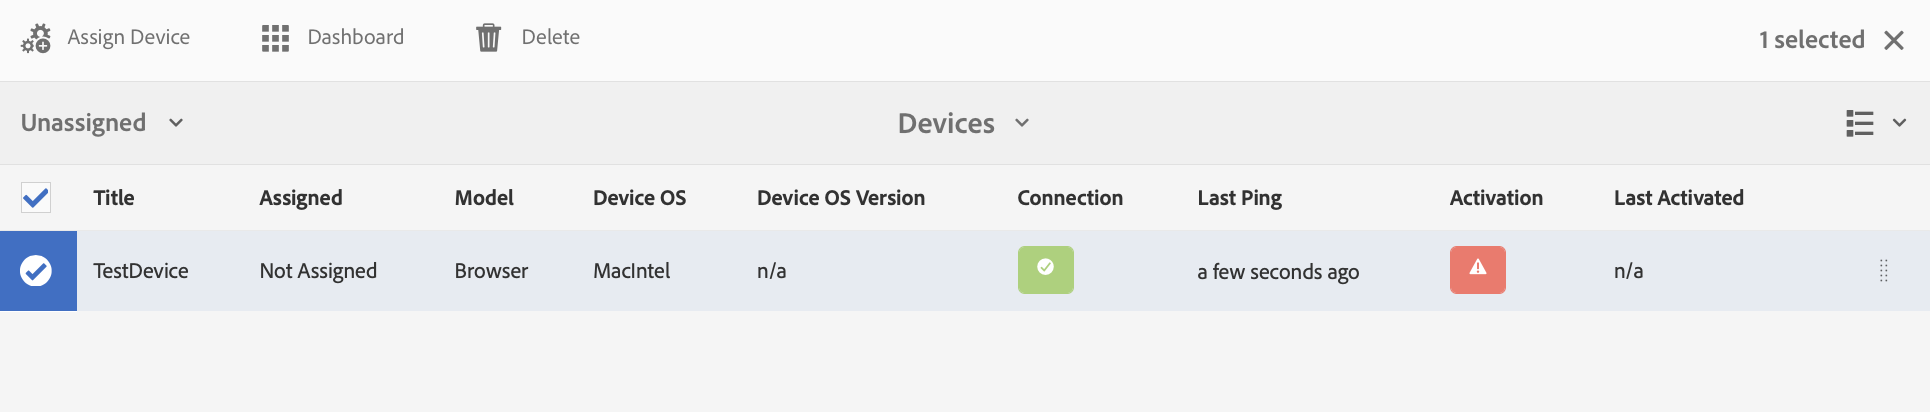 Assign Device Dashboard Delete 1 selected
Unassigned Devices
Title Assigned Model Device OS Device OS Version Connection Last Ping Activation Last Activated
TestDevice Not Assigned Browser MacIntel n/a a few seconds ago n/a